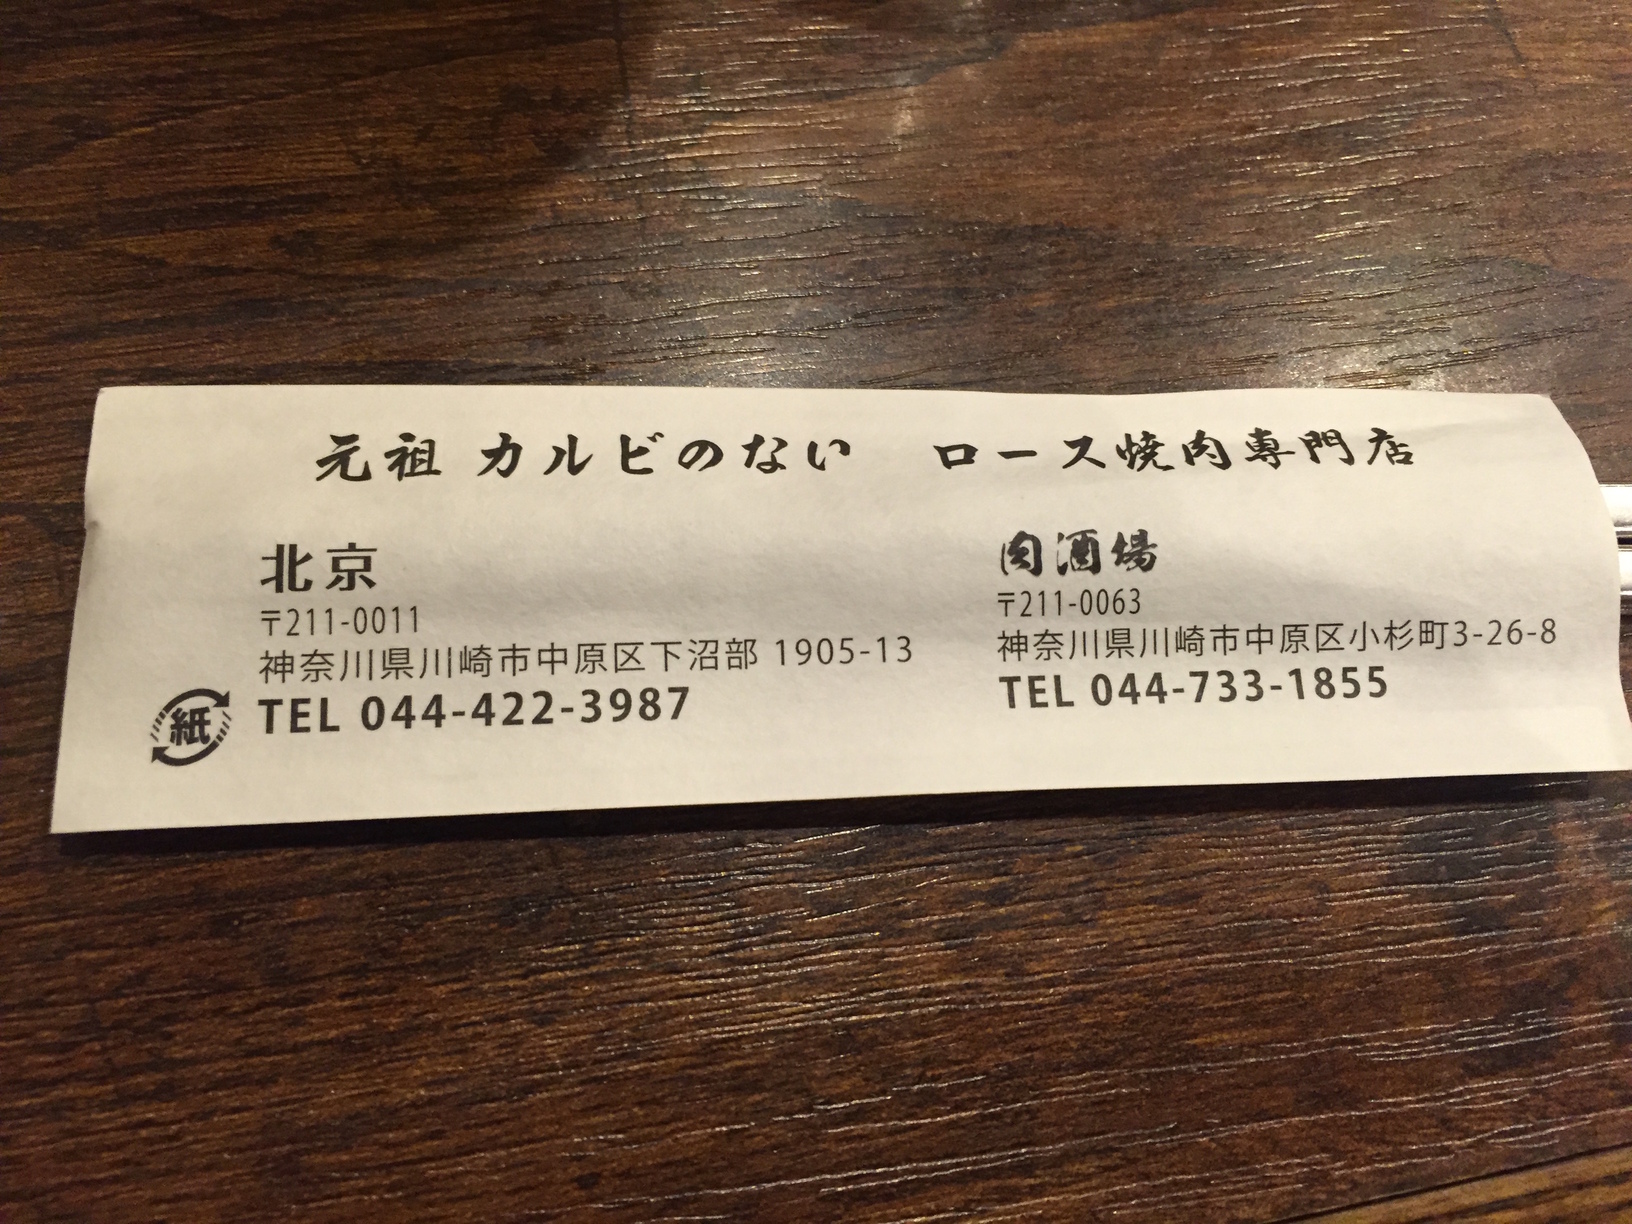 元祖 カルビのない　ロース焼肉専門店
北京
〒211-0011
神奈川県川崎市中原区下沼部 1905-13
TEL 044-422-3987
肉酒場
〒211-0063
神奈川県川崎市中原区小杉町3-26-8
TEL 044-733-1855
紙